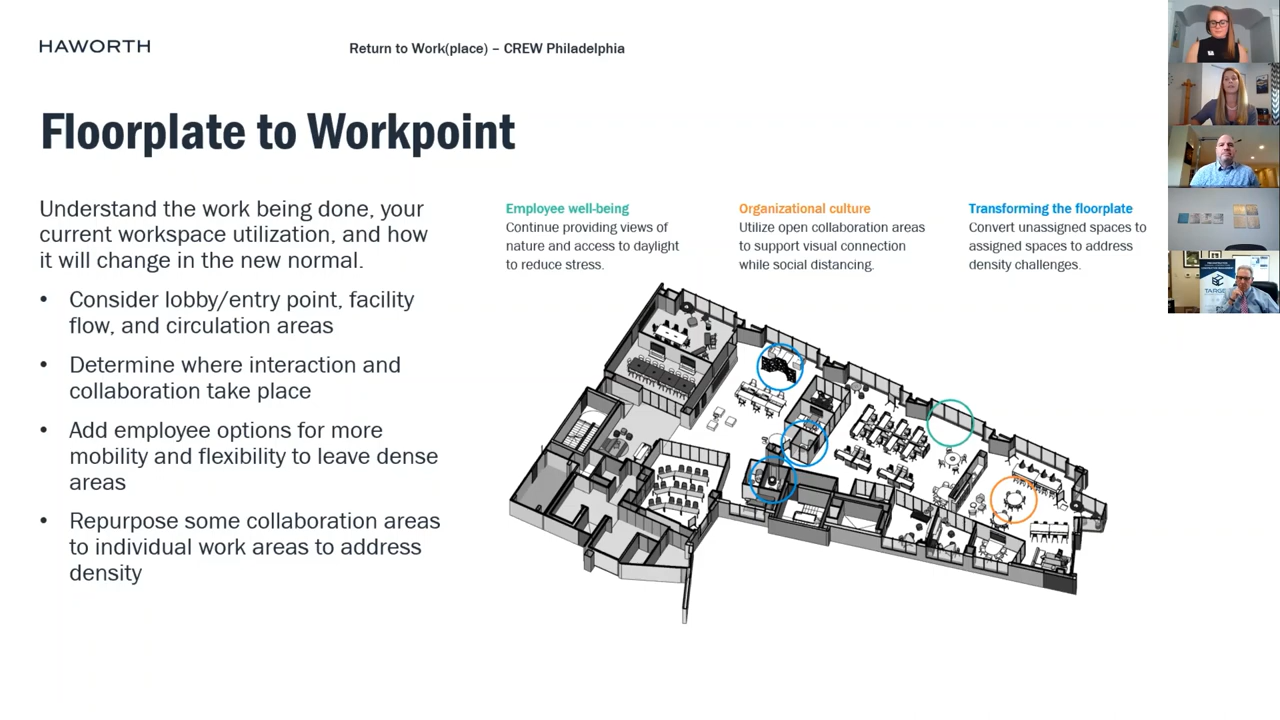 HAWORTH
Return to Work(place) – CREW Philadelphia
Floorplate to Workpoint
Understand the work being done, your
current workspace utilization, and how
it will change in the new normal.
• Consider lobby/entry point, facility
flow, and circulation areas
• Determine where interaction and
collaboration take place
• Add employee options for more
mobility and flexibility to leave dense
areas
• Repurpose some collaboration areas
to individual work areas to address
density
Employee well-being
Continue providing views of
nature and access to daylight
to reduce stress.
Organizational culture
Utilize open collaboration areas
to support visual connection
while social distancing.
Transforming the floorplate
Convert unassigned spaces to
assigned spaces to address
density challenges.